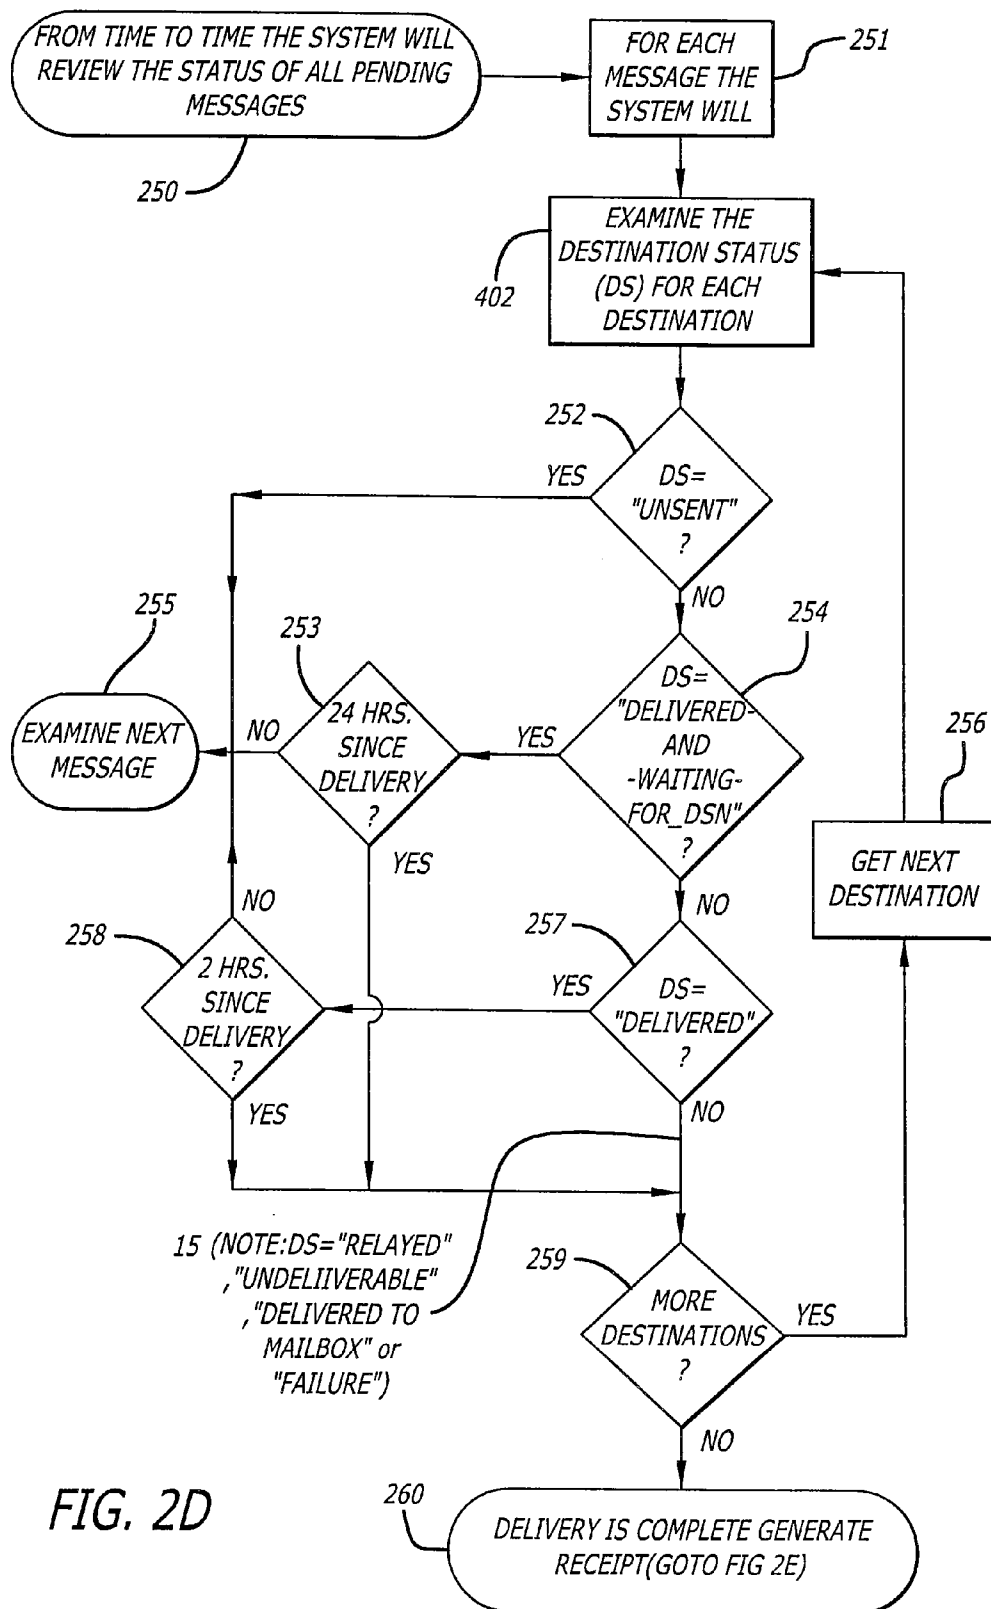 FROM TIME TO TIME THE SYSTEM WILL
REVIEW THE STATUS OF ALL PENDING
MESSAGES
250
FOR EACH
MESSAGE THE
SYSTEM WILL
251
EXAMINE THE
DESTINATION STATUS
(DS) FOR EACH
DESTINATION
402
252
DS=
"UNSENT"
?
YES
NO
254
DS=
"DELIVERED-
AND
-WAITING-
FOR_DSN"
?
YES
NO
253
24 HRS.
SINCE
DELIVERY
?
NO
YES
255
EXAMINE NEXT
MESSAGE
256
GET NEXT
DESTINATION
257
DS=
"DELIVERED"
?
YES
NO
258
2 HRS.
SINCE
DELIVERY
?
NO
YES
15 (NOTE:DS="RELAYED"
,"UNDELIIVERABLE"
,"DELIVERED TO
MAILBOX" or
"FAILURE")
259
MORE
DESTINATIONS
?
YES
NO
260
DELIVERY IS COMPLETE GENERATE
RECEIPT(GOTO FIG 2E)
FIG. 2D